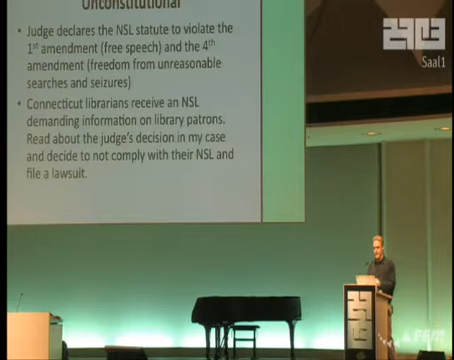 Unconstitutional
• Judge declares the NSL statute to violate the
1st amendment (free speech) and the 4th
amendment (freedom from unreasonable
searches and seizures)
• Connecticut librarians receive an NSL
demanding information on library patrons.
Read about the judge's decision in my case
and decide to not comply with their NSL and
file a lawsuit.
Saal1